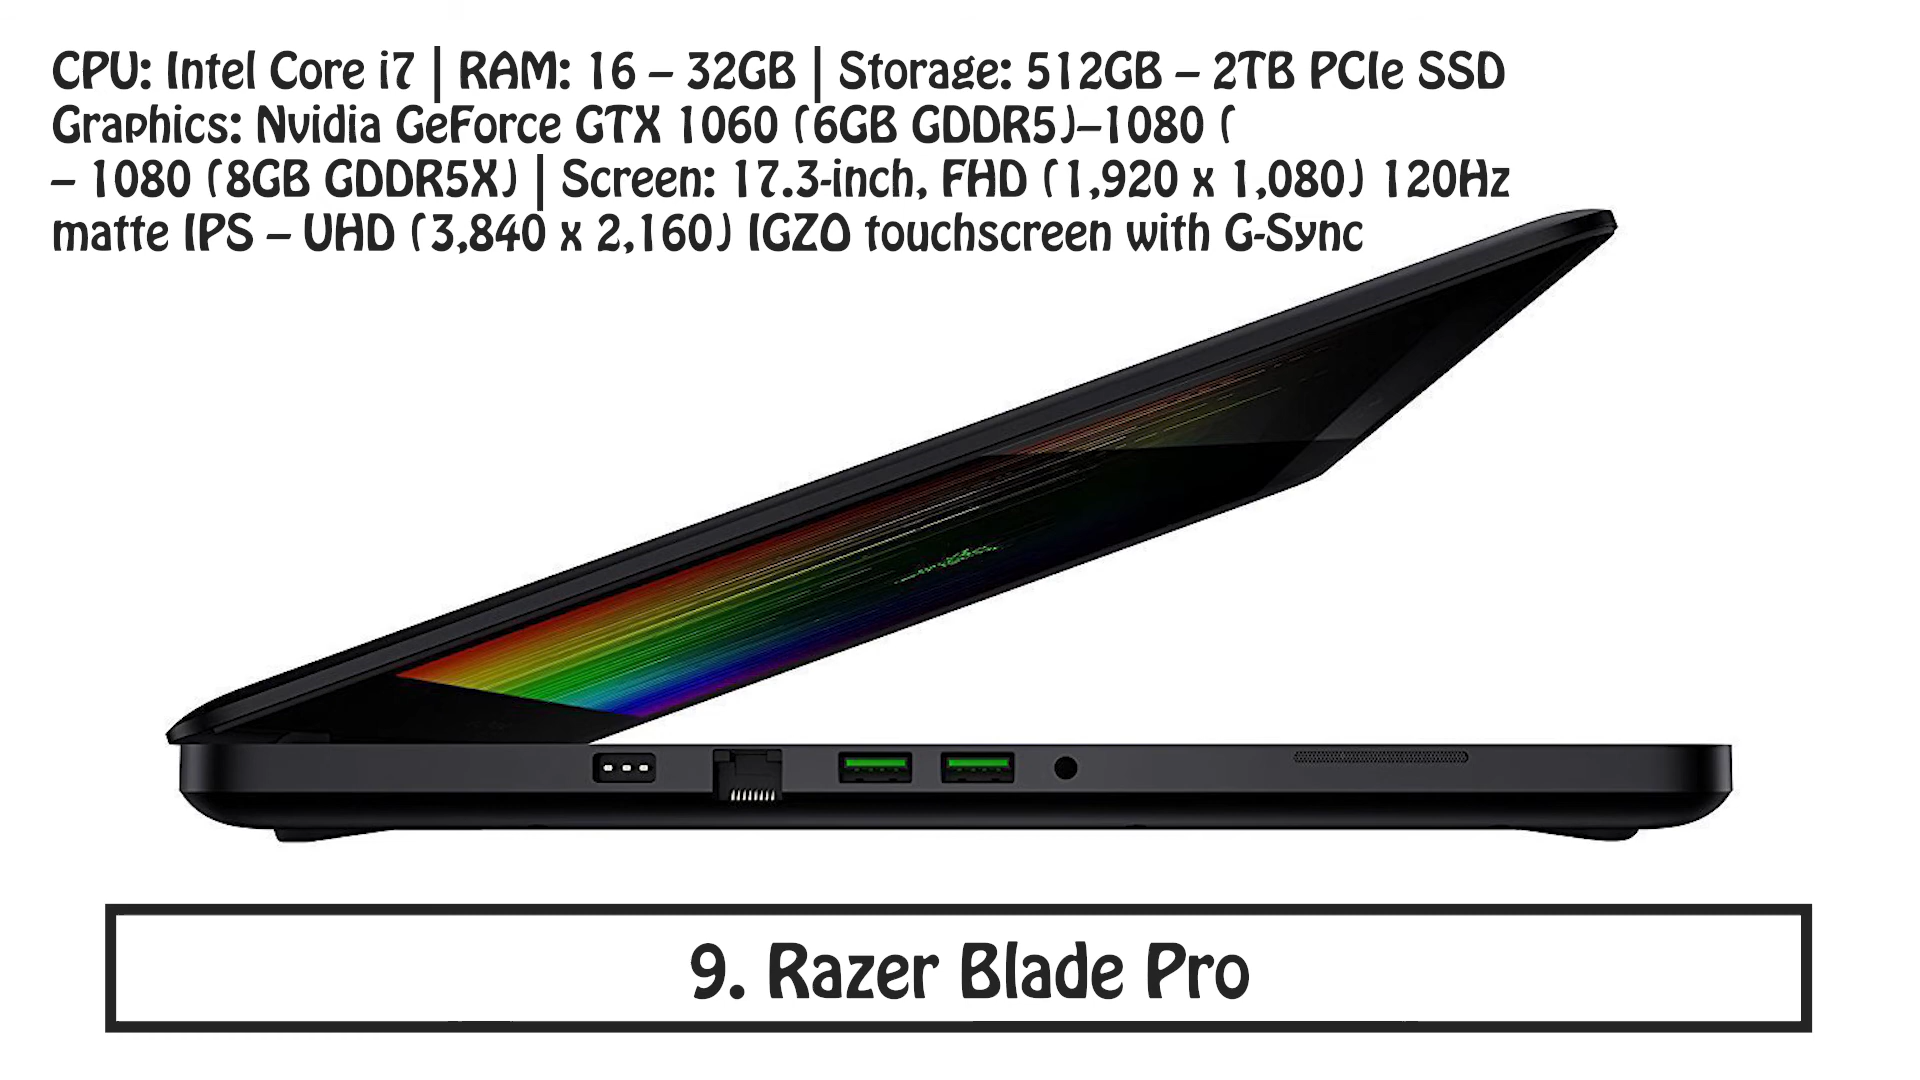 CPU: Intel Core i7 | RAM: 16 – 32GB | Storage: 512GB – 2TB PCIe SSD
Graphics: Nvidia GeForce GTX 1060 (6GB GDDR5)–1080 (
– 1080 (8GB GDDR5X) | Screen: 17.3-inch, FHD (1,920 x 1,080) 120Hz
matte IPS – UHD (3,840 x 2,160) IGZO touchscreen with G-Sync
9. Razer Blade Pro